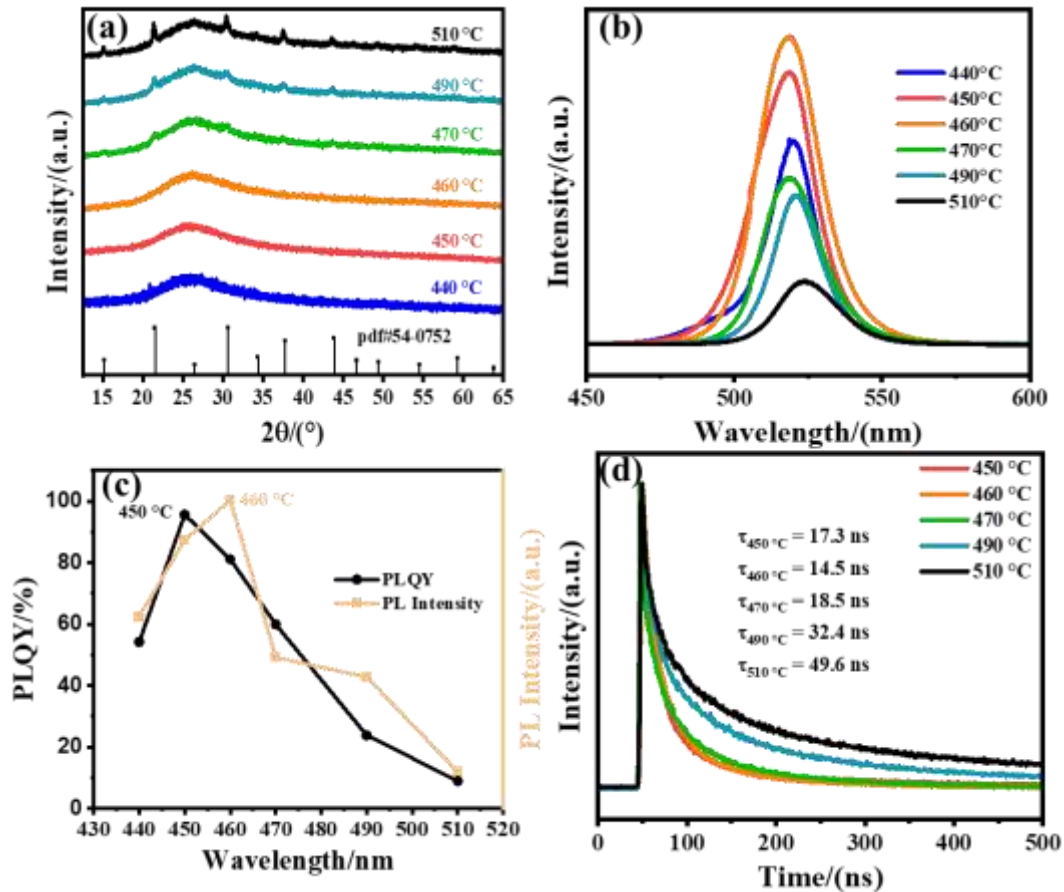 (a)
510 °C
490 °C
470 °C
460 °C
450 °C
440 °C
pdf#54-0752
Intensity/(a.u.)
15 20 25 30 35 40 45 50 55 60 65
2θ/(°)
(b)
440°C
450°C
460°C
470°C
490°C
510°C
Intensity/(a.u.)
450 500 550 600
Wavelength/(nm)
(c)
450 °C
460 °C
PLQY
PL Intensity
PLQY/%
100
80
60
40
20
0
430 440 450 460 470 480 490 500 510 520
Wavelength/nm
PL Intensity/(a.u.)
(d)
450 °C
460 °C
470 °C
490 °C
510 °C
τ450 °C = 17.3 ns
τ460 °C = 14.5 ns
τ470 °C = 18.5 ns
τ490 °C = 32.4 ns
τ510 °C = 49.6 ns
Intensity/(a.u.)
0 100 200 300 400 500
Time/(ns)